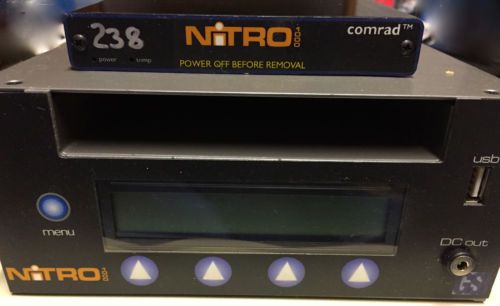 238
NiTRO
comrad™
power
temp
POWER OFF BEFORE REMOVAL
usb
menu
DC out
NiTRO